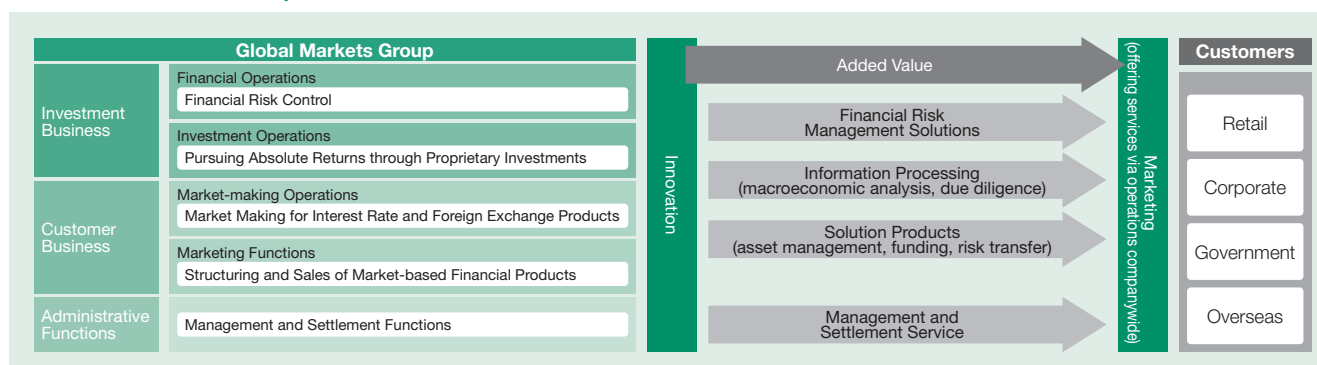 Global Markets Group
Investment
Business
Financial Operations
Financial Risk Control
Investment Operations
Pursuing Absolute Returns through Proprietary Investments
Customer
Business
Market-making Operations
Market Making for Interest Rate and Foreign Exchange Products
Marketing Functions
Structuring and Sales of Market-based Financial Products
Administrative
Functions
Management and Settlement Functions
Innovation
Added Value
Financial Risk
Management Solutions
Information Processing
(macroeconomic analysis, due diligence)
Solution Products
(asset management, funding, risk transfer)
Management and
Settlement Service
Marketing
(offering services via operations companywide)
Customers
Retail
Corporate
Government
Overseas